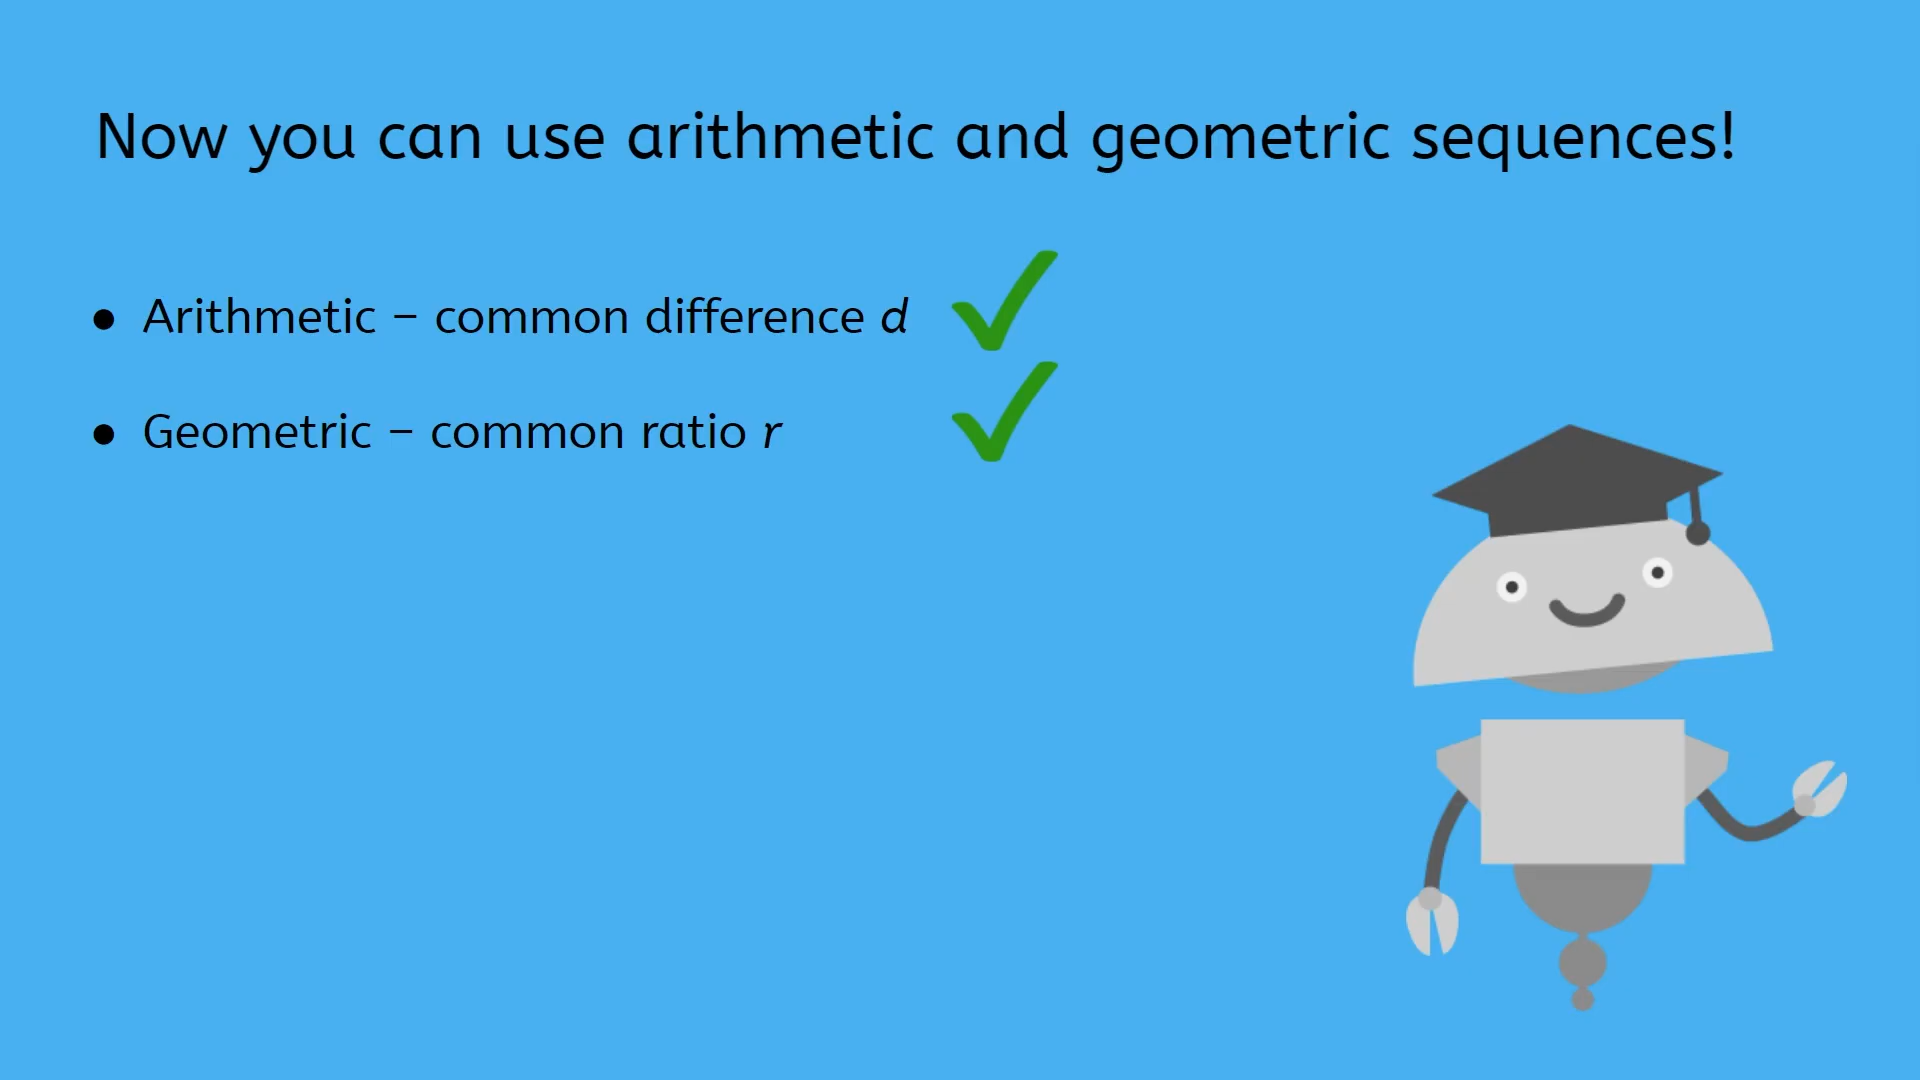 Now you can use arithmetic and geometric sequences!
● Arithmetic – common difference d
● Geometric – common ratio r